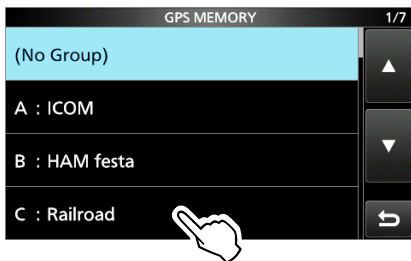 GPS MEMORY 1/7
(No Group)
A : ICOM
B : HAM festa
C : Railroad